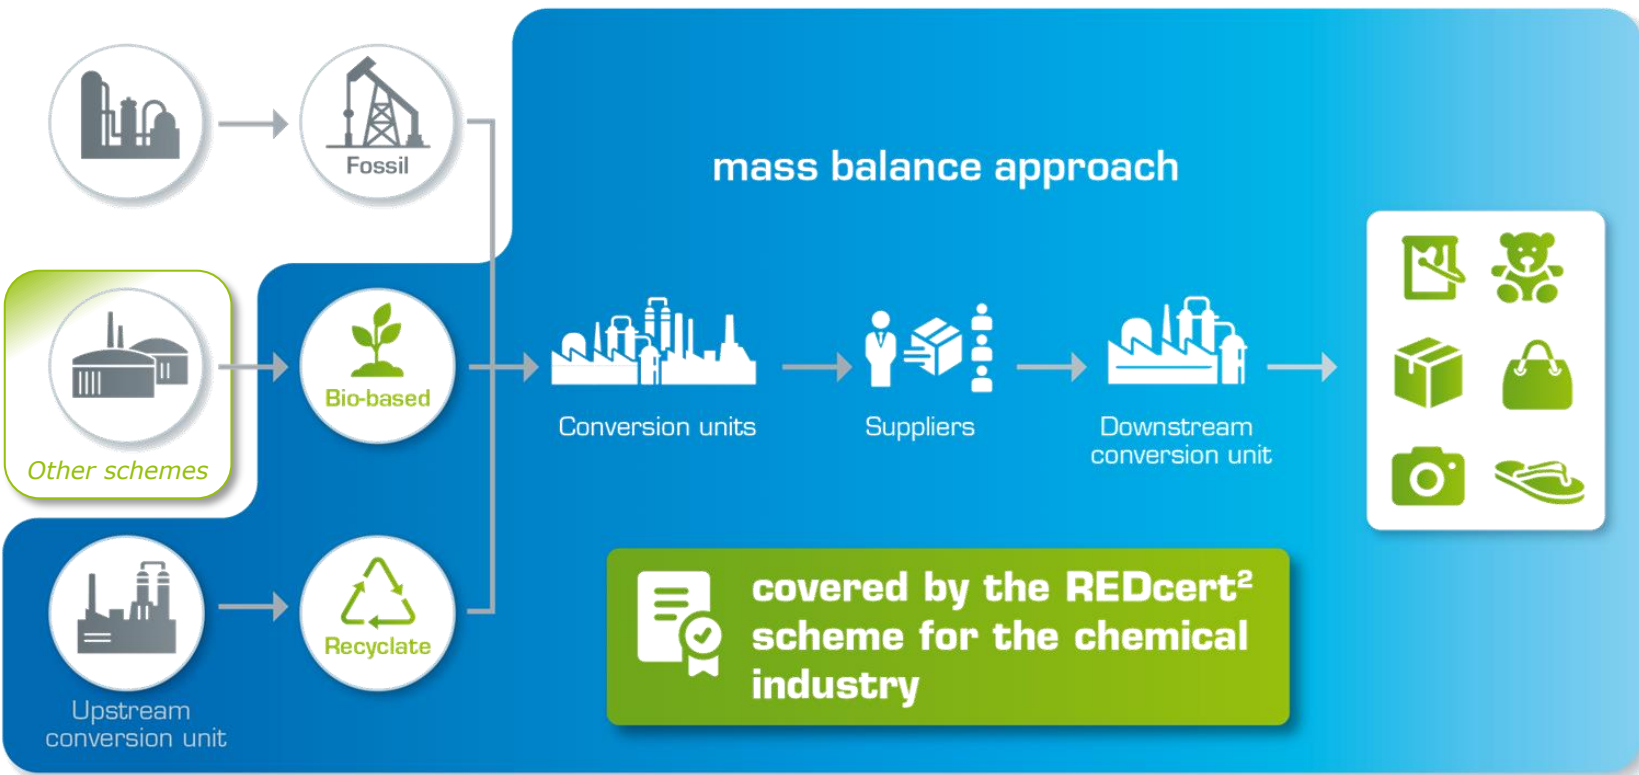 Fossil
mass balance approach
Other schemes
Bio-based
Conversion units
Suppliers
Downstream
conversion unit
Upstream
conversion unit
Recyclate
covered by the REDcert²
scheme for the chemical
industry